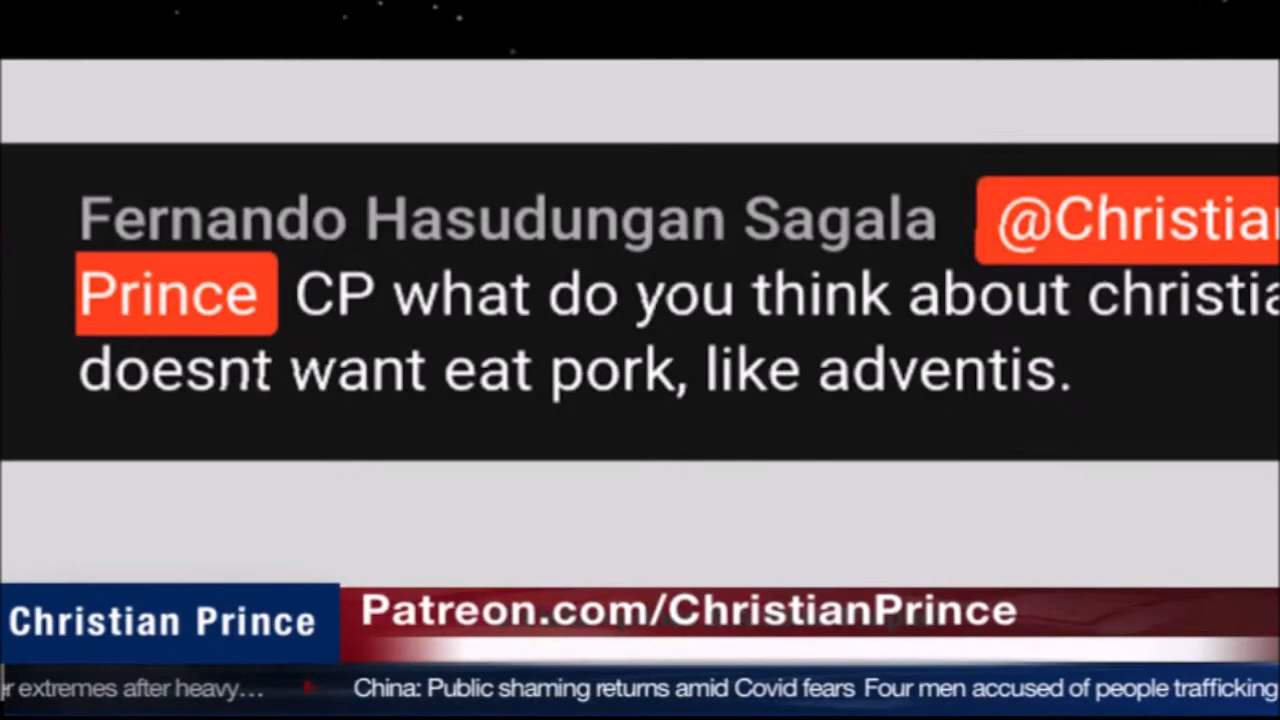 Fernando Hasudungan Sagala @Christian
Prince CP what do you think about christia
doesnt want eat pork, like adventis.
Christian Prince
Patreon.com/ChristianPrince
er extremes after heavy… China: Public shaming returns amid Covid fears Four men accused of people trafficking